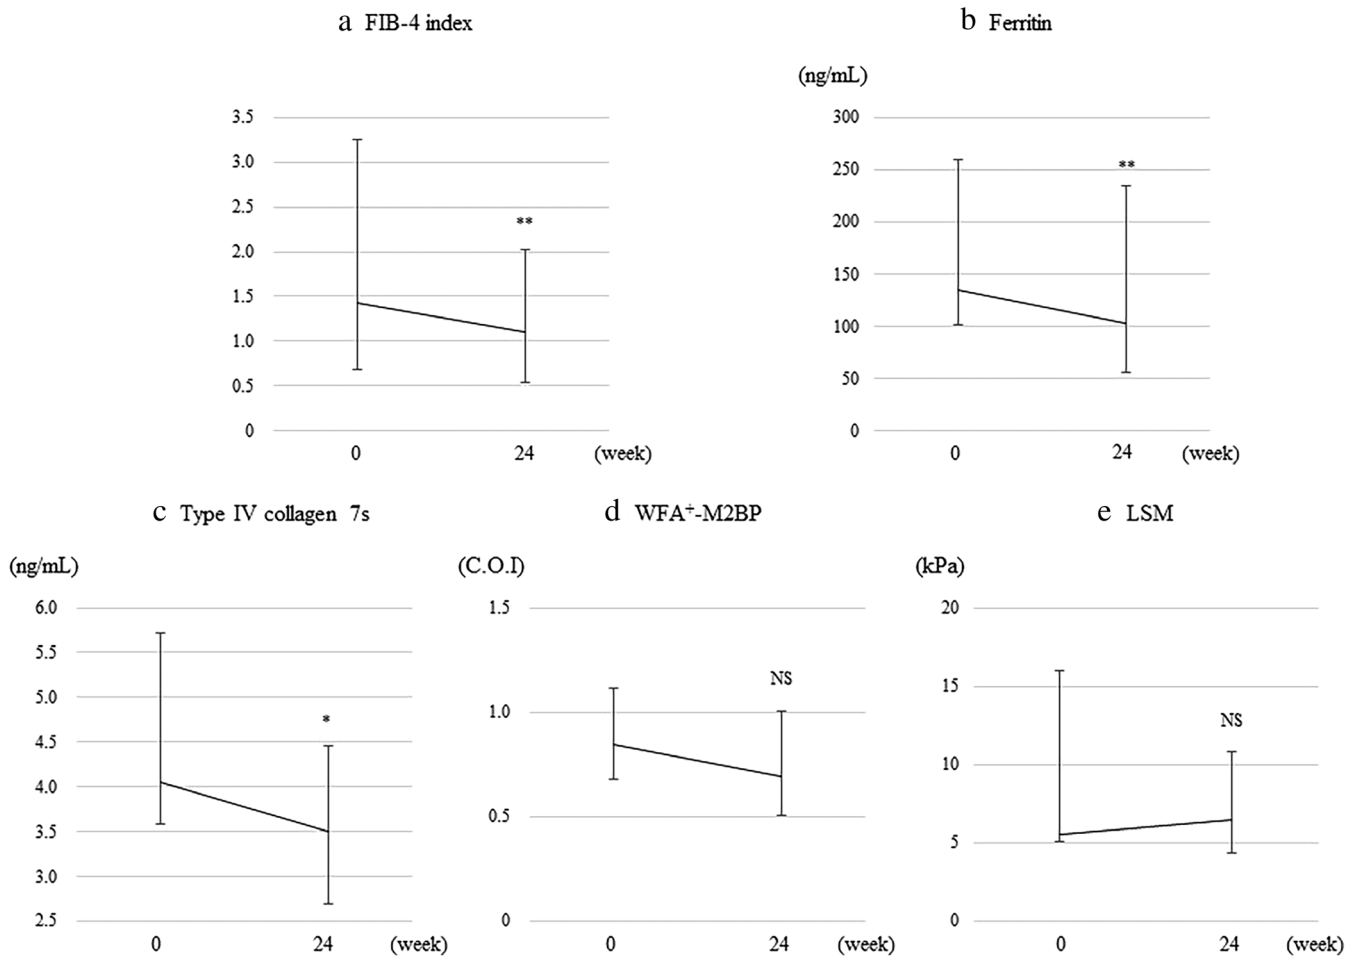 a FIB-4 index
3.5
3.0
2.5
2.0
1.5
1.0
0.5
0
**
0 24 (week)
b Ferritin
(ng/mL)
300
250
200
150
100
50
0
**
0 24 (week)
c Type IV collagen 7s
(ng/mL)
6.0
5.5
5.0
4.5
4.0
3.5
3.0
2.5
*
0 24 (week)
d WFA⁺-M2BP
(C.O.I)
1.5
1.0
0.5
0
NS
0 24 (week)
e LSM
(kPa)
20
15
10
5
0
NS
0 24 (week)